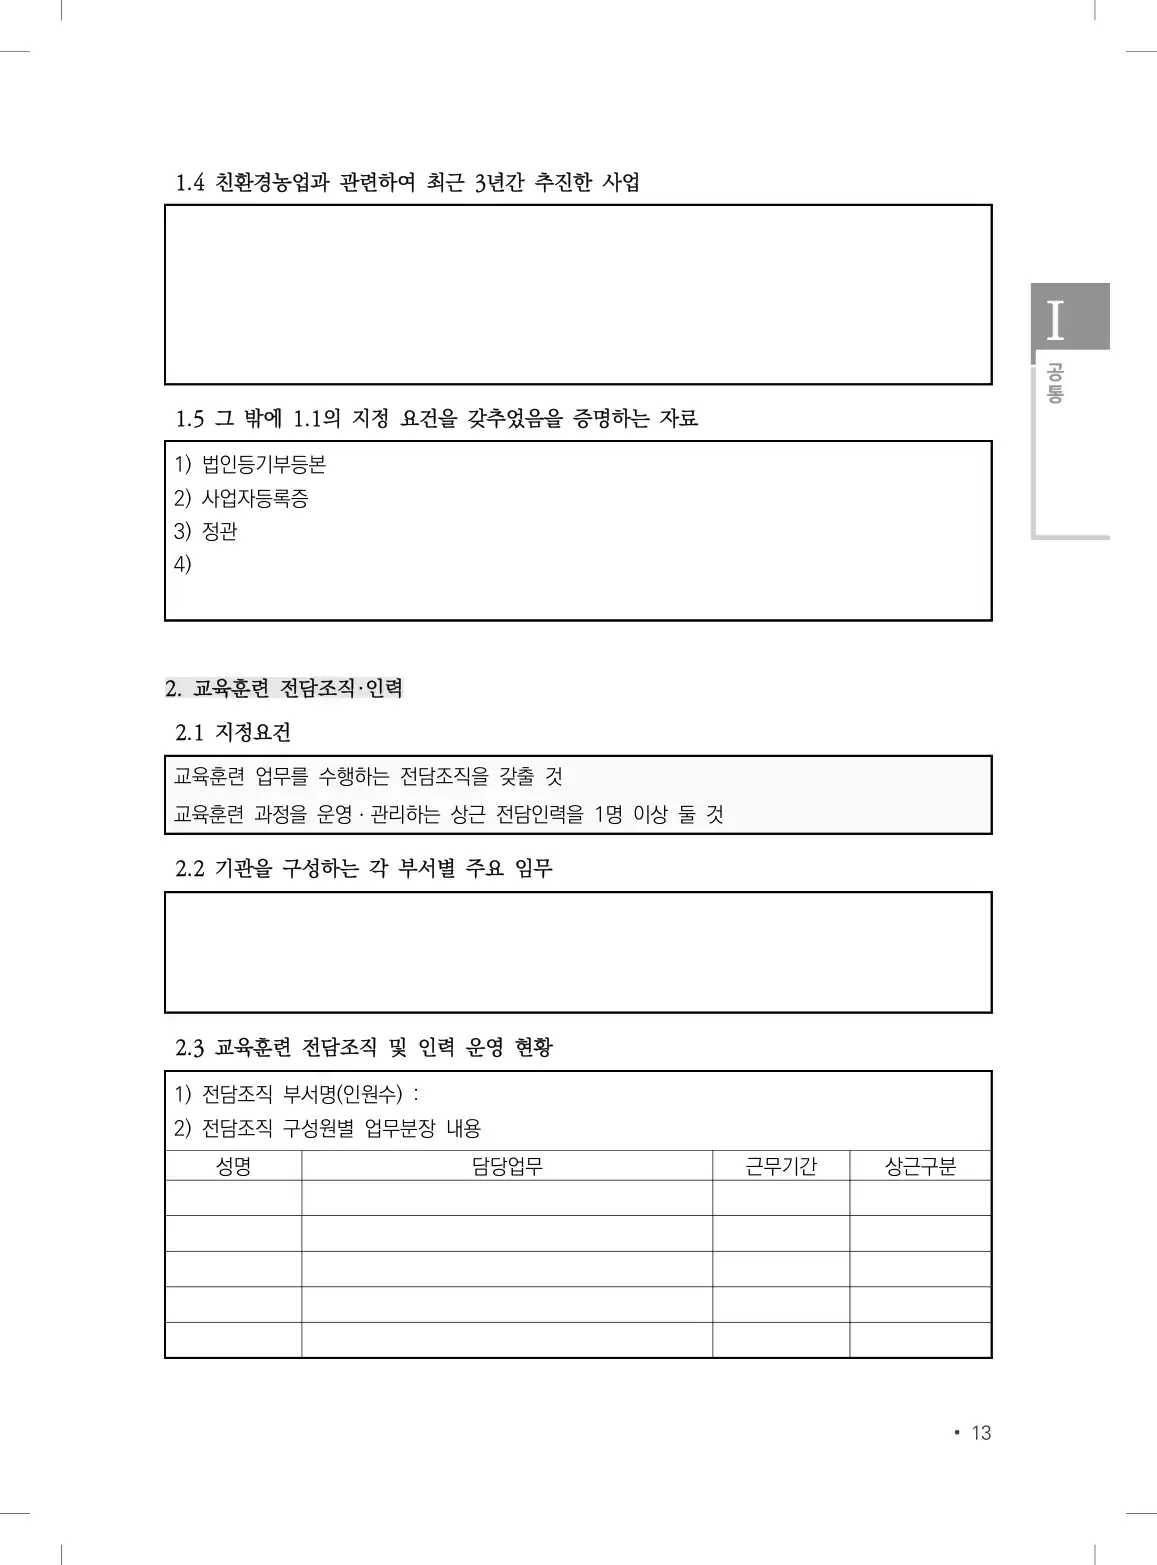 1.4 친환경농업과 관련하여 최근 3년간 추진한 사업
I
공통
1.5 그 밖에 1.1의 지정 요건을 갖추었음을 증명하는 자료
1) 법인등기부등본
2) 사업자등록증
3) 정관
4)
2. 교육훈련 전담조직·인력
2.1 지정요건
교육훈련 업무를 수행하는 전담조직을 갖출 것
교육훈련 과정을 운영·관리하는 상근 전담인력을 1명 이상 둘 것
2.2 기관을 구성하는 각 부서별 주요 임무
2.3 교육훈련 전담조직 및 인력 운영 현황
1) 전담조직 부서명(인원수) :
2) 전담조직 구성원별 업무분장 내용
성명 담당업무 근무기간 상근구분
• 13